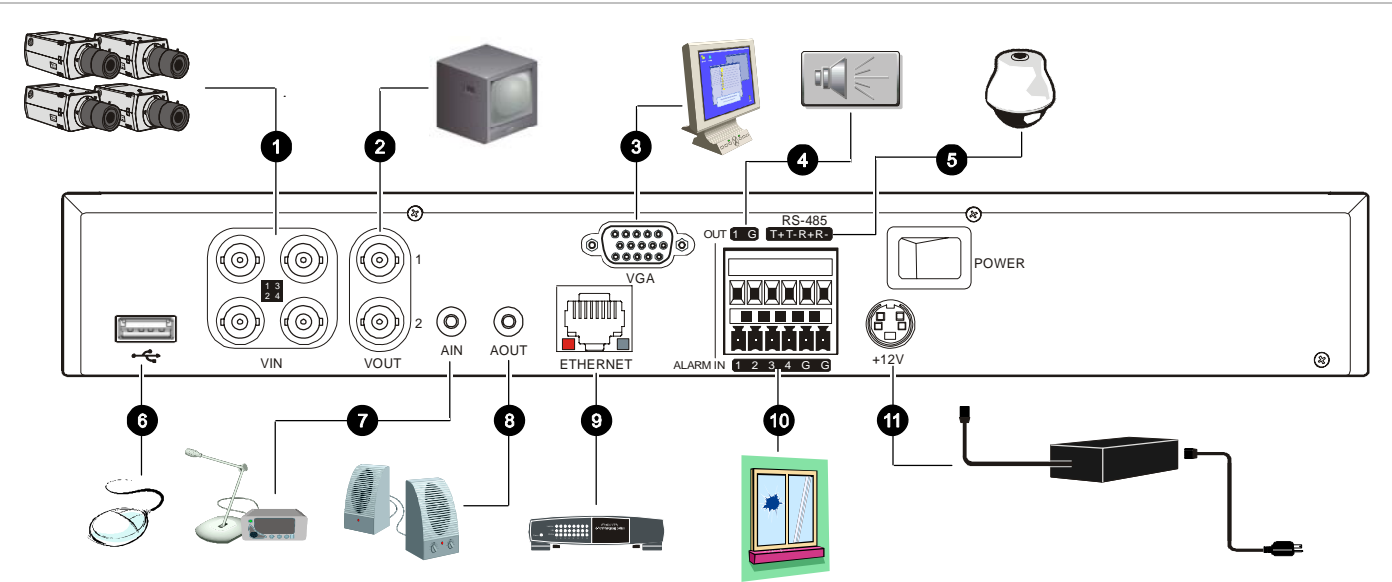 1
2
3
4
5
RS-485
OUT 1 G T+T-R+R-
POWER
VGA
1
1 3
2 4
2
VIN
VOUT
AIN
AOUT
ETHERNET
ALARM IN 1 2 3 4 G G
+12V
6
7
8
9
10
11